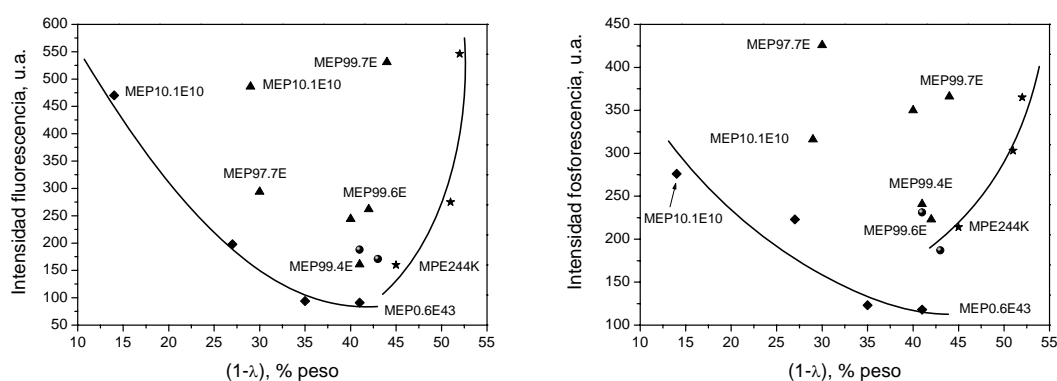 Intensidad fluorescencia, u.a.
600
550
500
450
400
350
300
250
200
150
100
50
MEP99.7E
MEP10.1E10
MEP10.1E10
MEP97.7E
MEP99.6E
MEP99.4E
MPE244K
MEP0.6E43
10 15 20 25 30 35 40 45 50 55
(1-λ), % peso
Intensidad fosforescencia, u.a.
450
400
350
300
250
200
150
100
MEP97.7E
MEP99.7E
MEP10.1E10
MEP99.4E
MEP10.1E10
MEP99.6E
MPE244K
MEP0.6E43
10 15 20 25 30 35 40 45 50 55
(1-λ), % peso